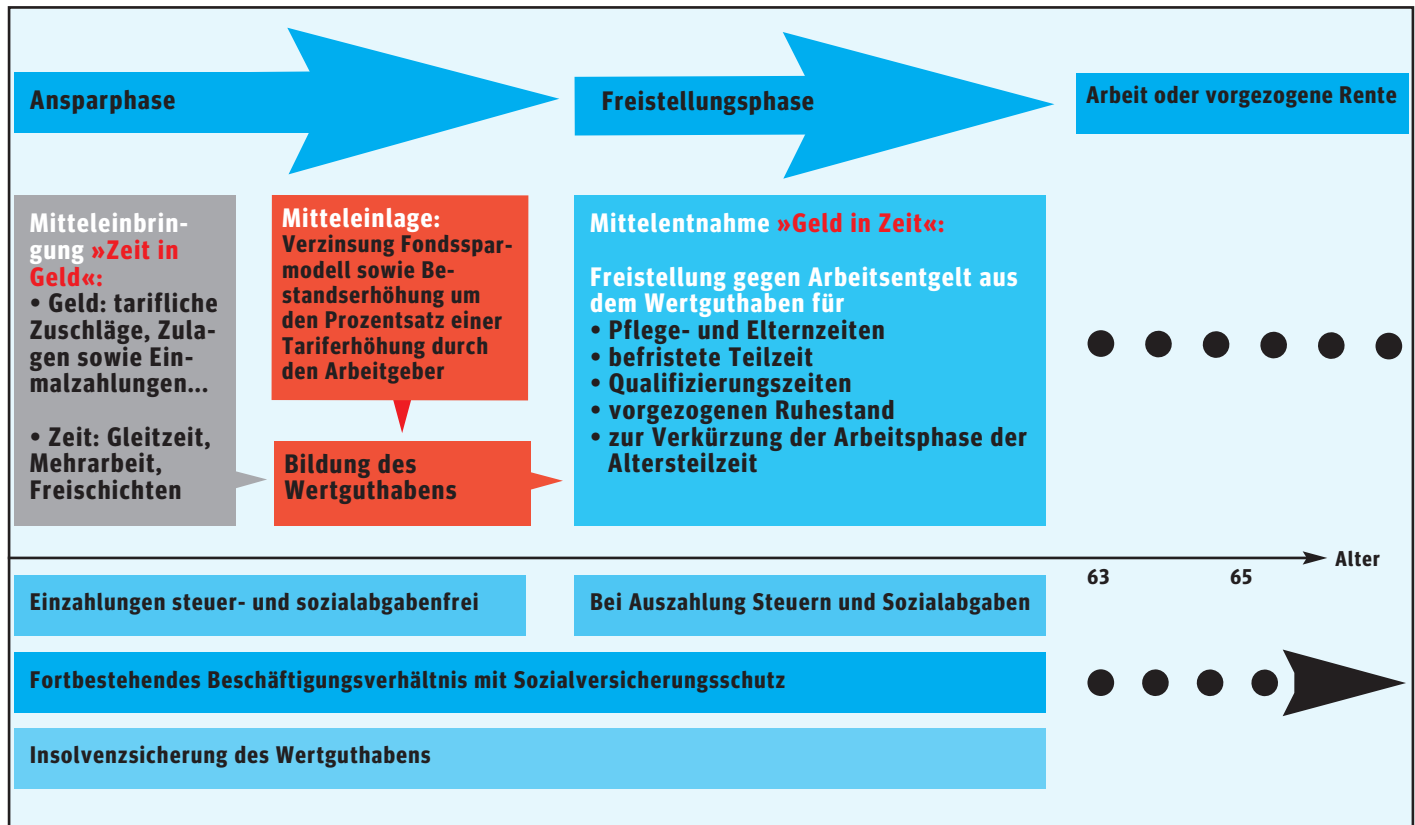 Ansparphase
Freistellungsphase
Arbeit oder vorgezogene Rente
Mitteleinbrin-
gung »Zeit in
Geld«:
• Geld: tarifliche
Zuschläge, Zula-
gen sowie Ein-
malzahlungen...
• Zeit: Gleitzeit,
Mehrarbeit,
Freischichten
Mitteleinlage:
Verzinsung Fondsspar-
modell sowie Be-
standserhöhung um
den Prozentsatz einer
Tariferhöhung durch
den Arbeitgeber
Bildung des
Wertguthabens
Mittelentnahme »Geld in Zeit«:
Freistellung gegen Arbeitsentgelt aus
dem Wertguthaben für
• Pflege- und Elternzeiten
• befristete Teilzeit
• Qualifizierungszeiten
• vorgezogenen Ruhestand
• zur Verkürzung der Arbeitsphase der
Altersteilzeit
Alter
63 65
Einzahlungen steuer- und sozialabgabenfrei
Bei Auszahlung Steuern und Sozialabgaben
Fortbestehendes Beschäftigungsverhältnis mit Sozialversicherungsschutz
Insolvenzsicherung des Wertguthabens